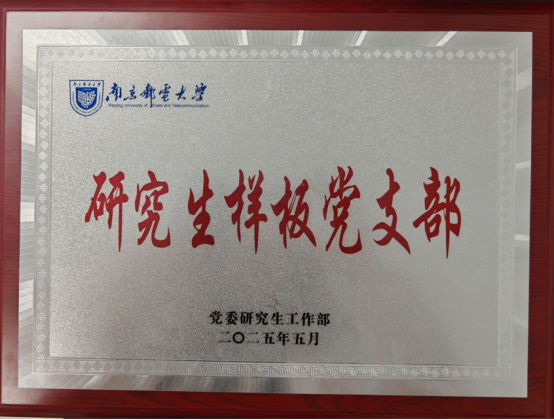 南京邮电大学
Nanjing University of Posts and Telecommunications
研究生样板党支部
党委研究生工作部
二〇二五年五月